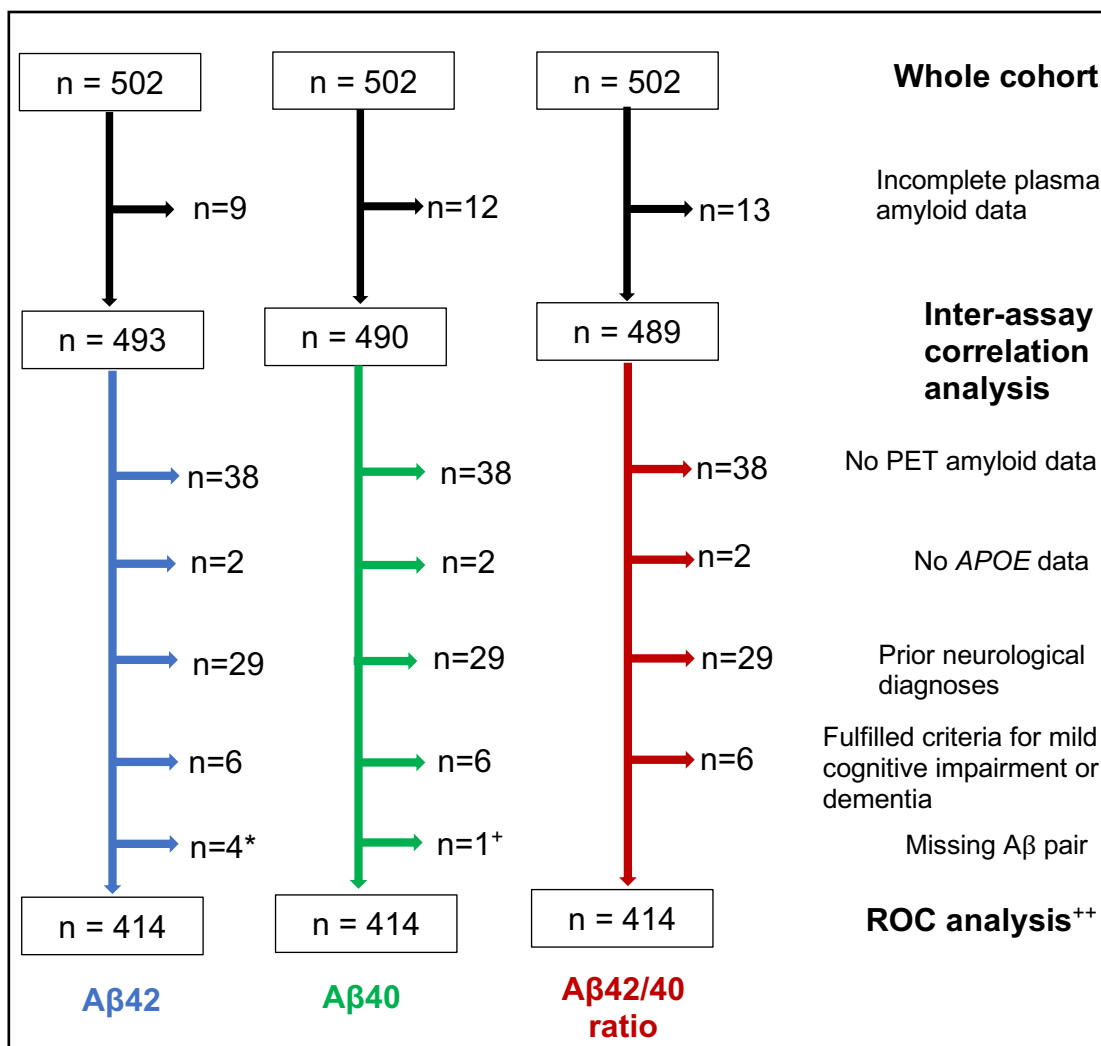 n = 502
n = 502
n = 502
Whole cohort
n=9
n=12
n=13
Incomplete plasma
amyloid data
n = 493
n = 490
n = 489
Inter-assay
correlation
analysis
n=38
n=38
n=38
No PET amyloid data
n=2
n=2
n=2
No APOE data
n=29
n=29
n=29
Prior neurological
diagnoses
n=6
n=6
n=6
Fulfilled criteria for mild
cognitive impairment or
dementia
n=4*
n=1⁺
Missing Aβ pair
n = 414
n = 414
n = 414
ROC analysis⁺⁺
Aβ42
Aβ40
Aβ42/40
ratio